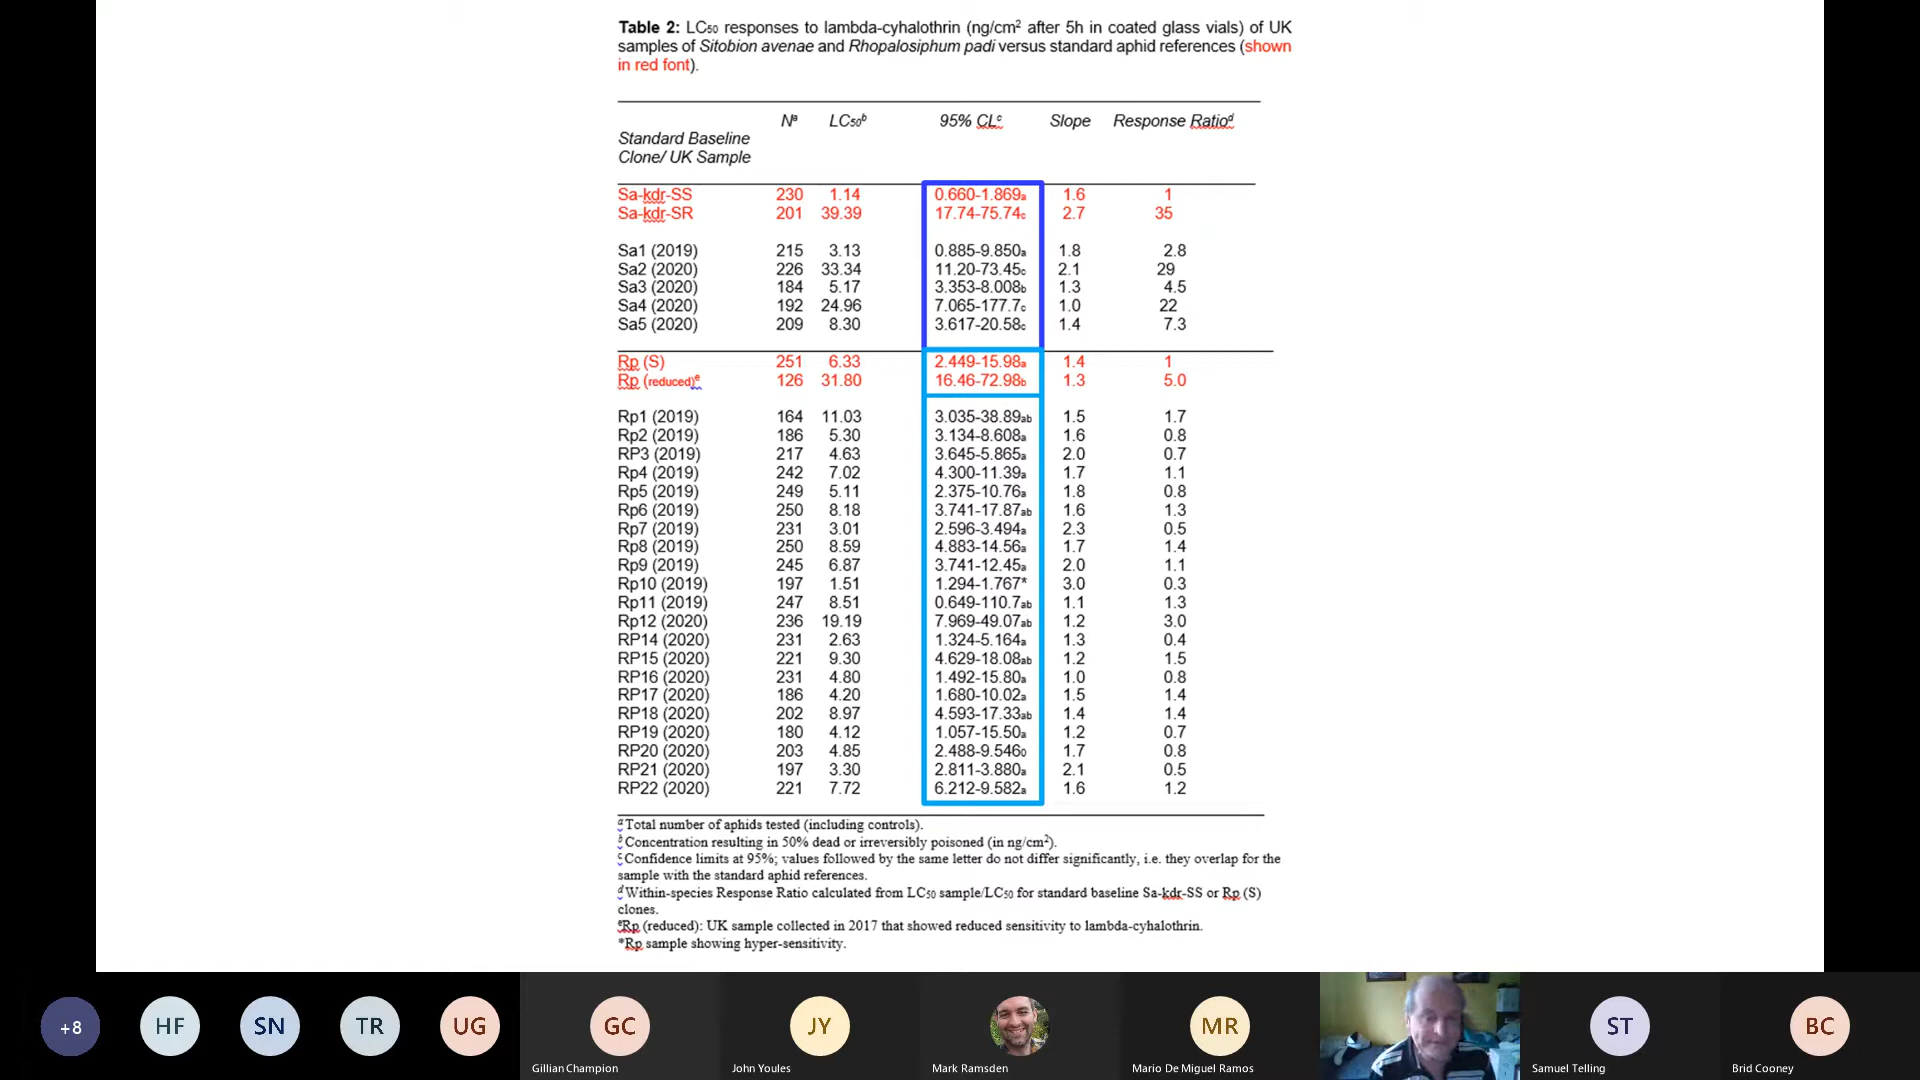 Table 2: LC50 responses to lambda-cyhalothrin (ng/cm2 after 5h in coated glass vials) of UK
samples of Sitobion avenae and Rhopalosiphum padi versus standard aphid references (shown
in red font).
Na LC50b 95% CLc Slope Response Ratiod
Standard Baseline
Clone/ UK Sample
Sa-kdr-SS 230 1.14 0.660-1.869a 1.6 1
Sa-kdr-SR 201 39.39 17.74-75.74c 2.7 35
Sa1 (2019) 215 3.13 0.885-9.850a 1.8 2.8
Sa2 (2020) 226 33.34 11.20-73.45c 2.1 29
Sa3 (2020) 184 5.17 3.353-8.008b 1.3 4.5
Sa4 (2020) 192 24.96 7.065-177.7c 1.0 22
Sa5 (2020) 209 8.30 3.617-20.58c 1.4 7.3
Rp (S) 251 6.33 2.449-15.98a 1.4 1
Rp (reduced)e 126 31.80 16.46-72.98b 1.3 5.0
Rp1 (2019) 164 11.03 3.035-38.89ab 1.5 1.7
Rp2 (2019) 186 5.30 3.134-8.608a 1.6 0.8
RP3 (2019) 217 4.63 3.645-5.865a 2.0 0.7
Rp4 (2019) 242 7.02 4.300-11.39a 1.7 1.1
Rp5 (2019) 249 5.11 2.375-10.76a 1.8 0.8
Rp6 (2019) 250 8.18 3.741-17.87ab 1.6 1.3
Rp7 (2019) 231 3.01 2.596-3.494a 2.3 0.5
Rp8 (2019) 250 8.59 4.883-14.56a 1.7 1.4
Rp9 (2019) 245 6.87 3.741-12.45a 2.0 1.1
Rp10 (2019) 197 1.51 1.294-1.767* 3.0 0.3
Rp11 (2019) 247 8.51 0.649-110.7ab 1.1 1.3
Rp12 (2020) 236 19.19 7.969-49.07ab 1.2 3.0
RP14 (2020) 231 2.63 1.324-5.164a 1.3 0.4
RP15 (2020) 221 9.30 4.629-18.08ab 1.2 1.5
RP16 (2020) 231 4.80 1.492-15.80a 1.0 0.8
RP17 (2020) 186 4.20 1.680-10.02a 1.5 1.4
RP18 (2020) 202 8.97 4.593-17.33ab 1.4 1.4
RP19 (2020) 180 4.12 1.057-15.50a 1.2 0.7
RP20 (2020) 203 4.85 2.488-9.5460 1.7 0.8
RP21 (2020) 197 3.30 2.811-3.880a 2.1 0.5
RP22 (2020) 221 7.72 6.212-9.582a 1.6 1.2
a Total number of aphids tested (including controls).
b Concentration resulting in 50% dead or irreversibly poisoned (in ng/cm2).
c Confidence limits at 95%; values followed by the same letter do not differ significantly, i.e. they overlap for the
sample with the standard aphid references.
d Within-species Response Ratio calculated from LC50 sample/LC50 for standard baseline Sa-kdr-SS or Rp (S)
clones.
eRp (reduced): UK sample collected in 2017 that showed reduced sensitivity to lambda-cyhalothrin.
*Rp sample showing hyper-sensitivity.
+8 HF SN TR UG GC JY MR ST BC
Gillian Champion John Youles Mark Ramsden Mario De Miguel Ramos Samuel Telling Brid Cooney